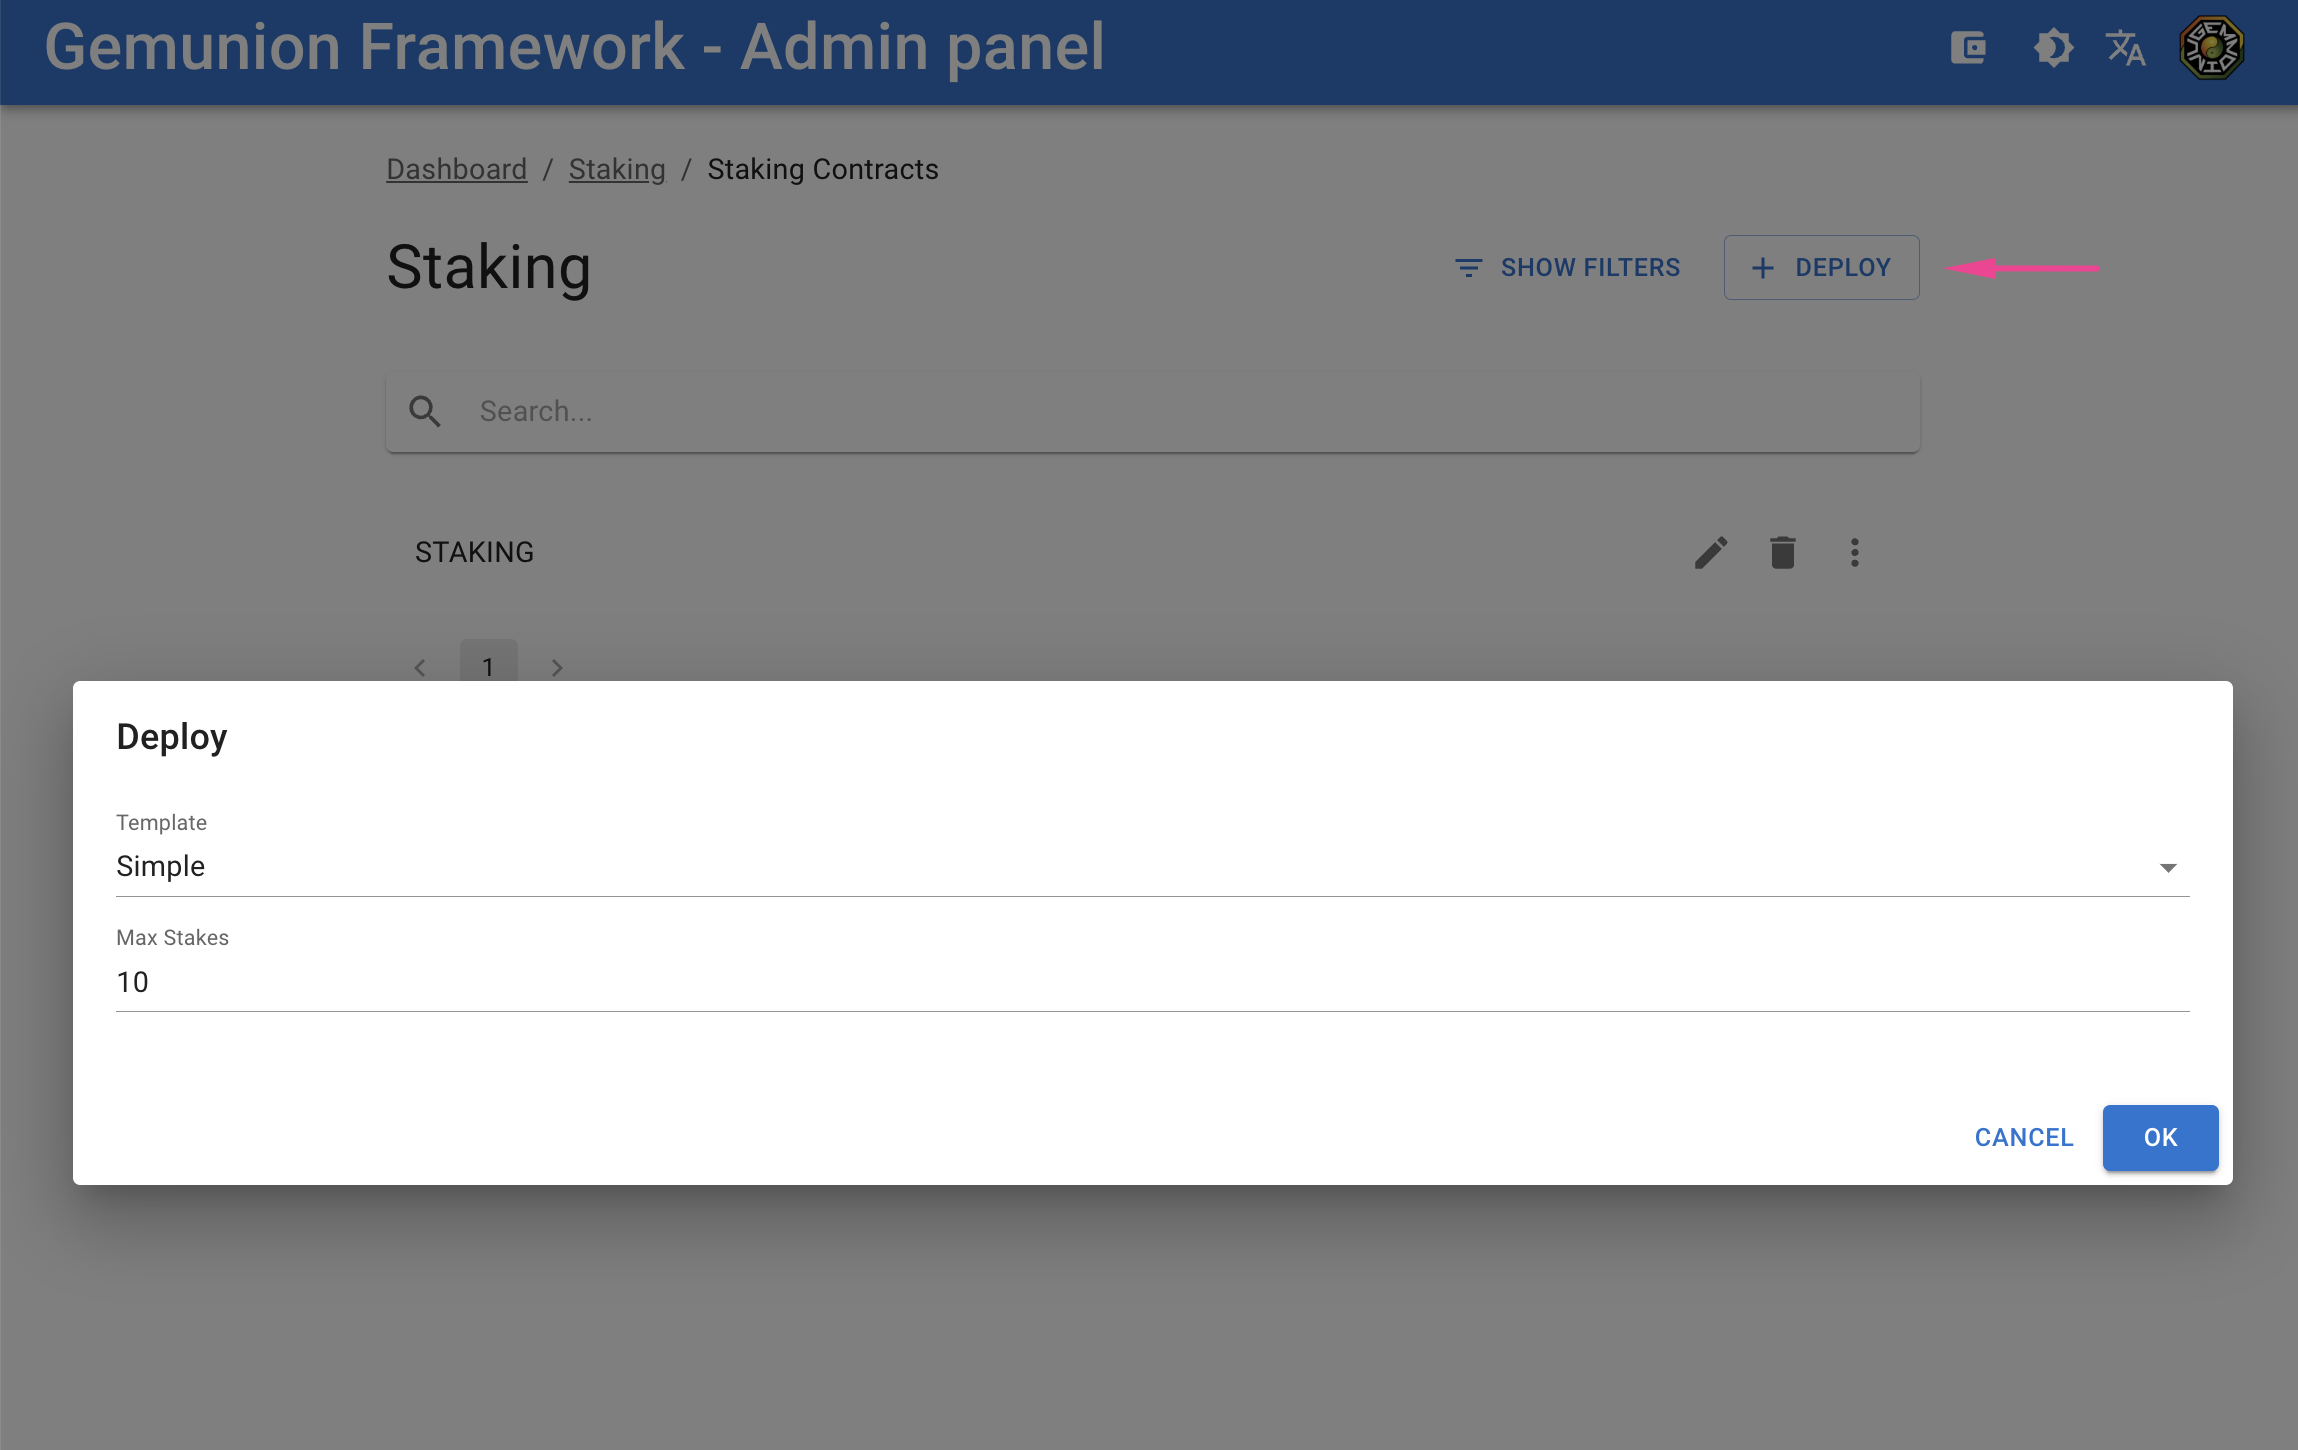 Gemunion Framework - Admin panel
Dashboard / Staking / Staking Contracts
Staking
SHOW FILTERS
+ DEPLOY
Search...
STAKING
1
Deploy
Template
Simple
Max Stakes
10
CANCEL
OK